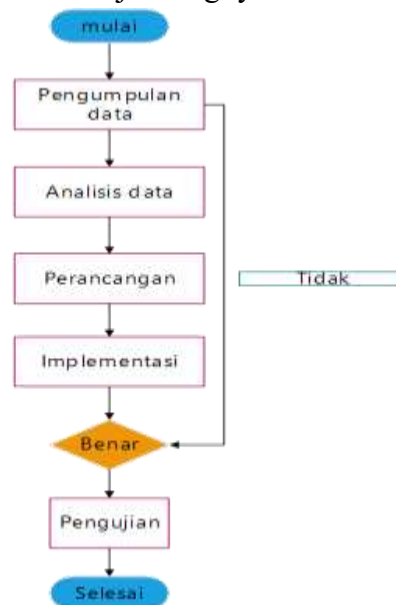 mulai
Pengumpulan
data
Analisis data
Perancangan
Tidak
Implementasi
Benar
Pengujian
Selesai